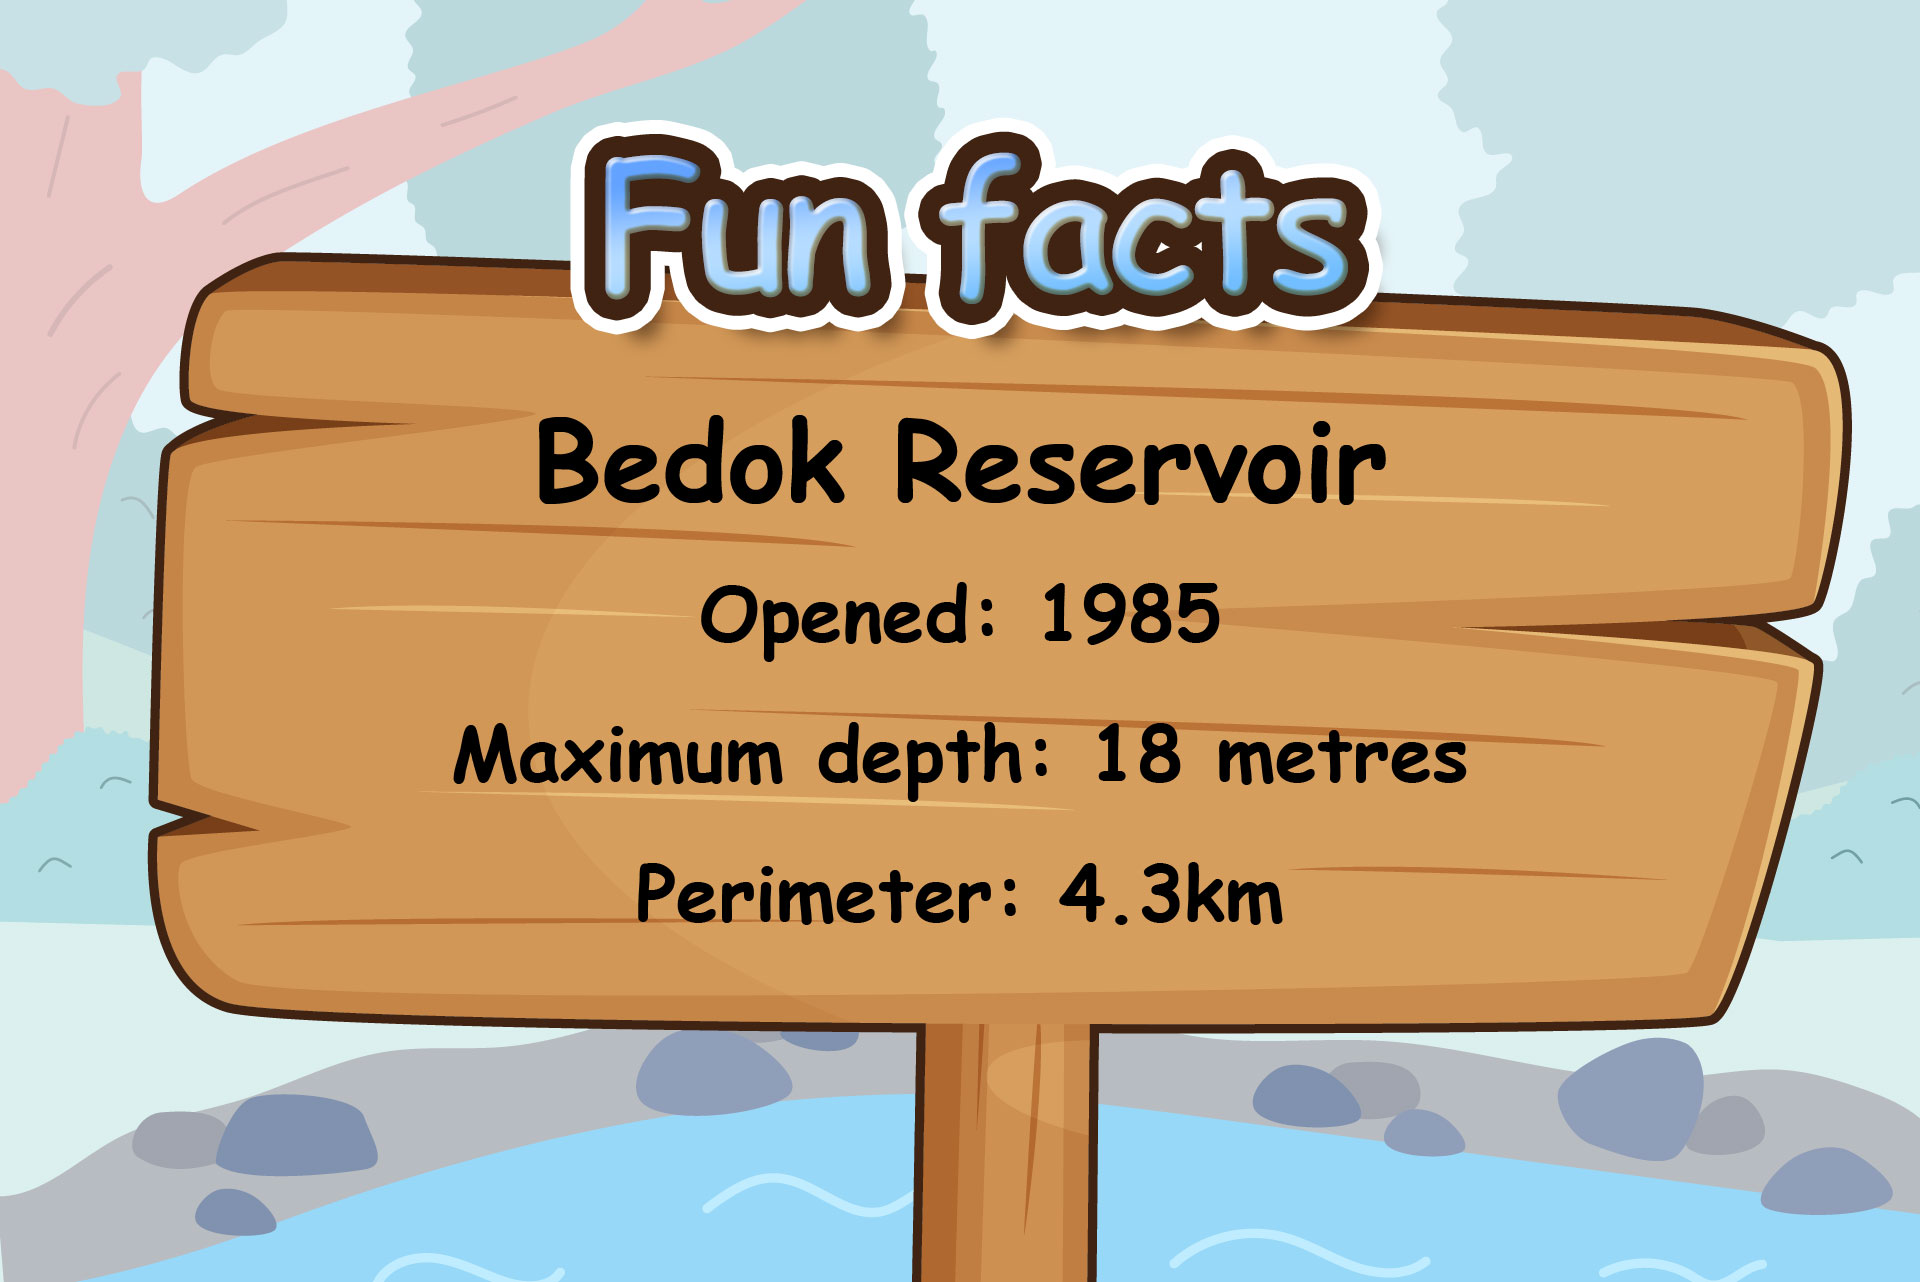 Fun facts
Bedok Reservoir
Opened: 1985
Maximum depth: 18 metres
Perimeter: 4.3km